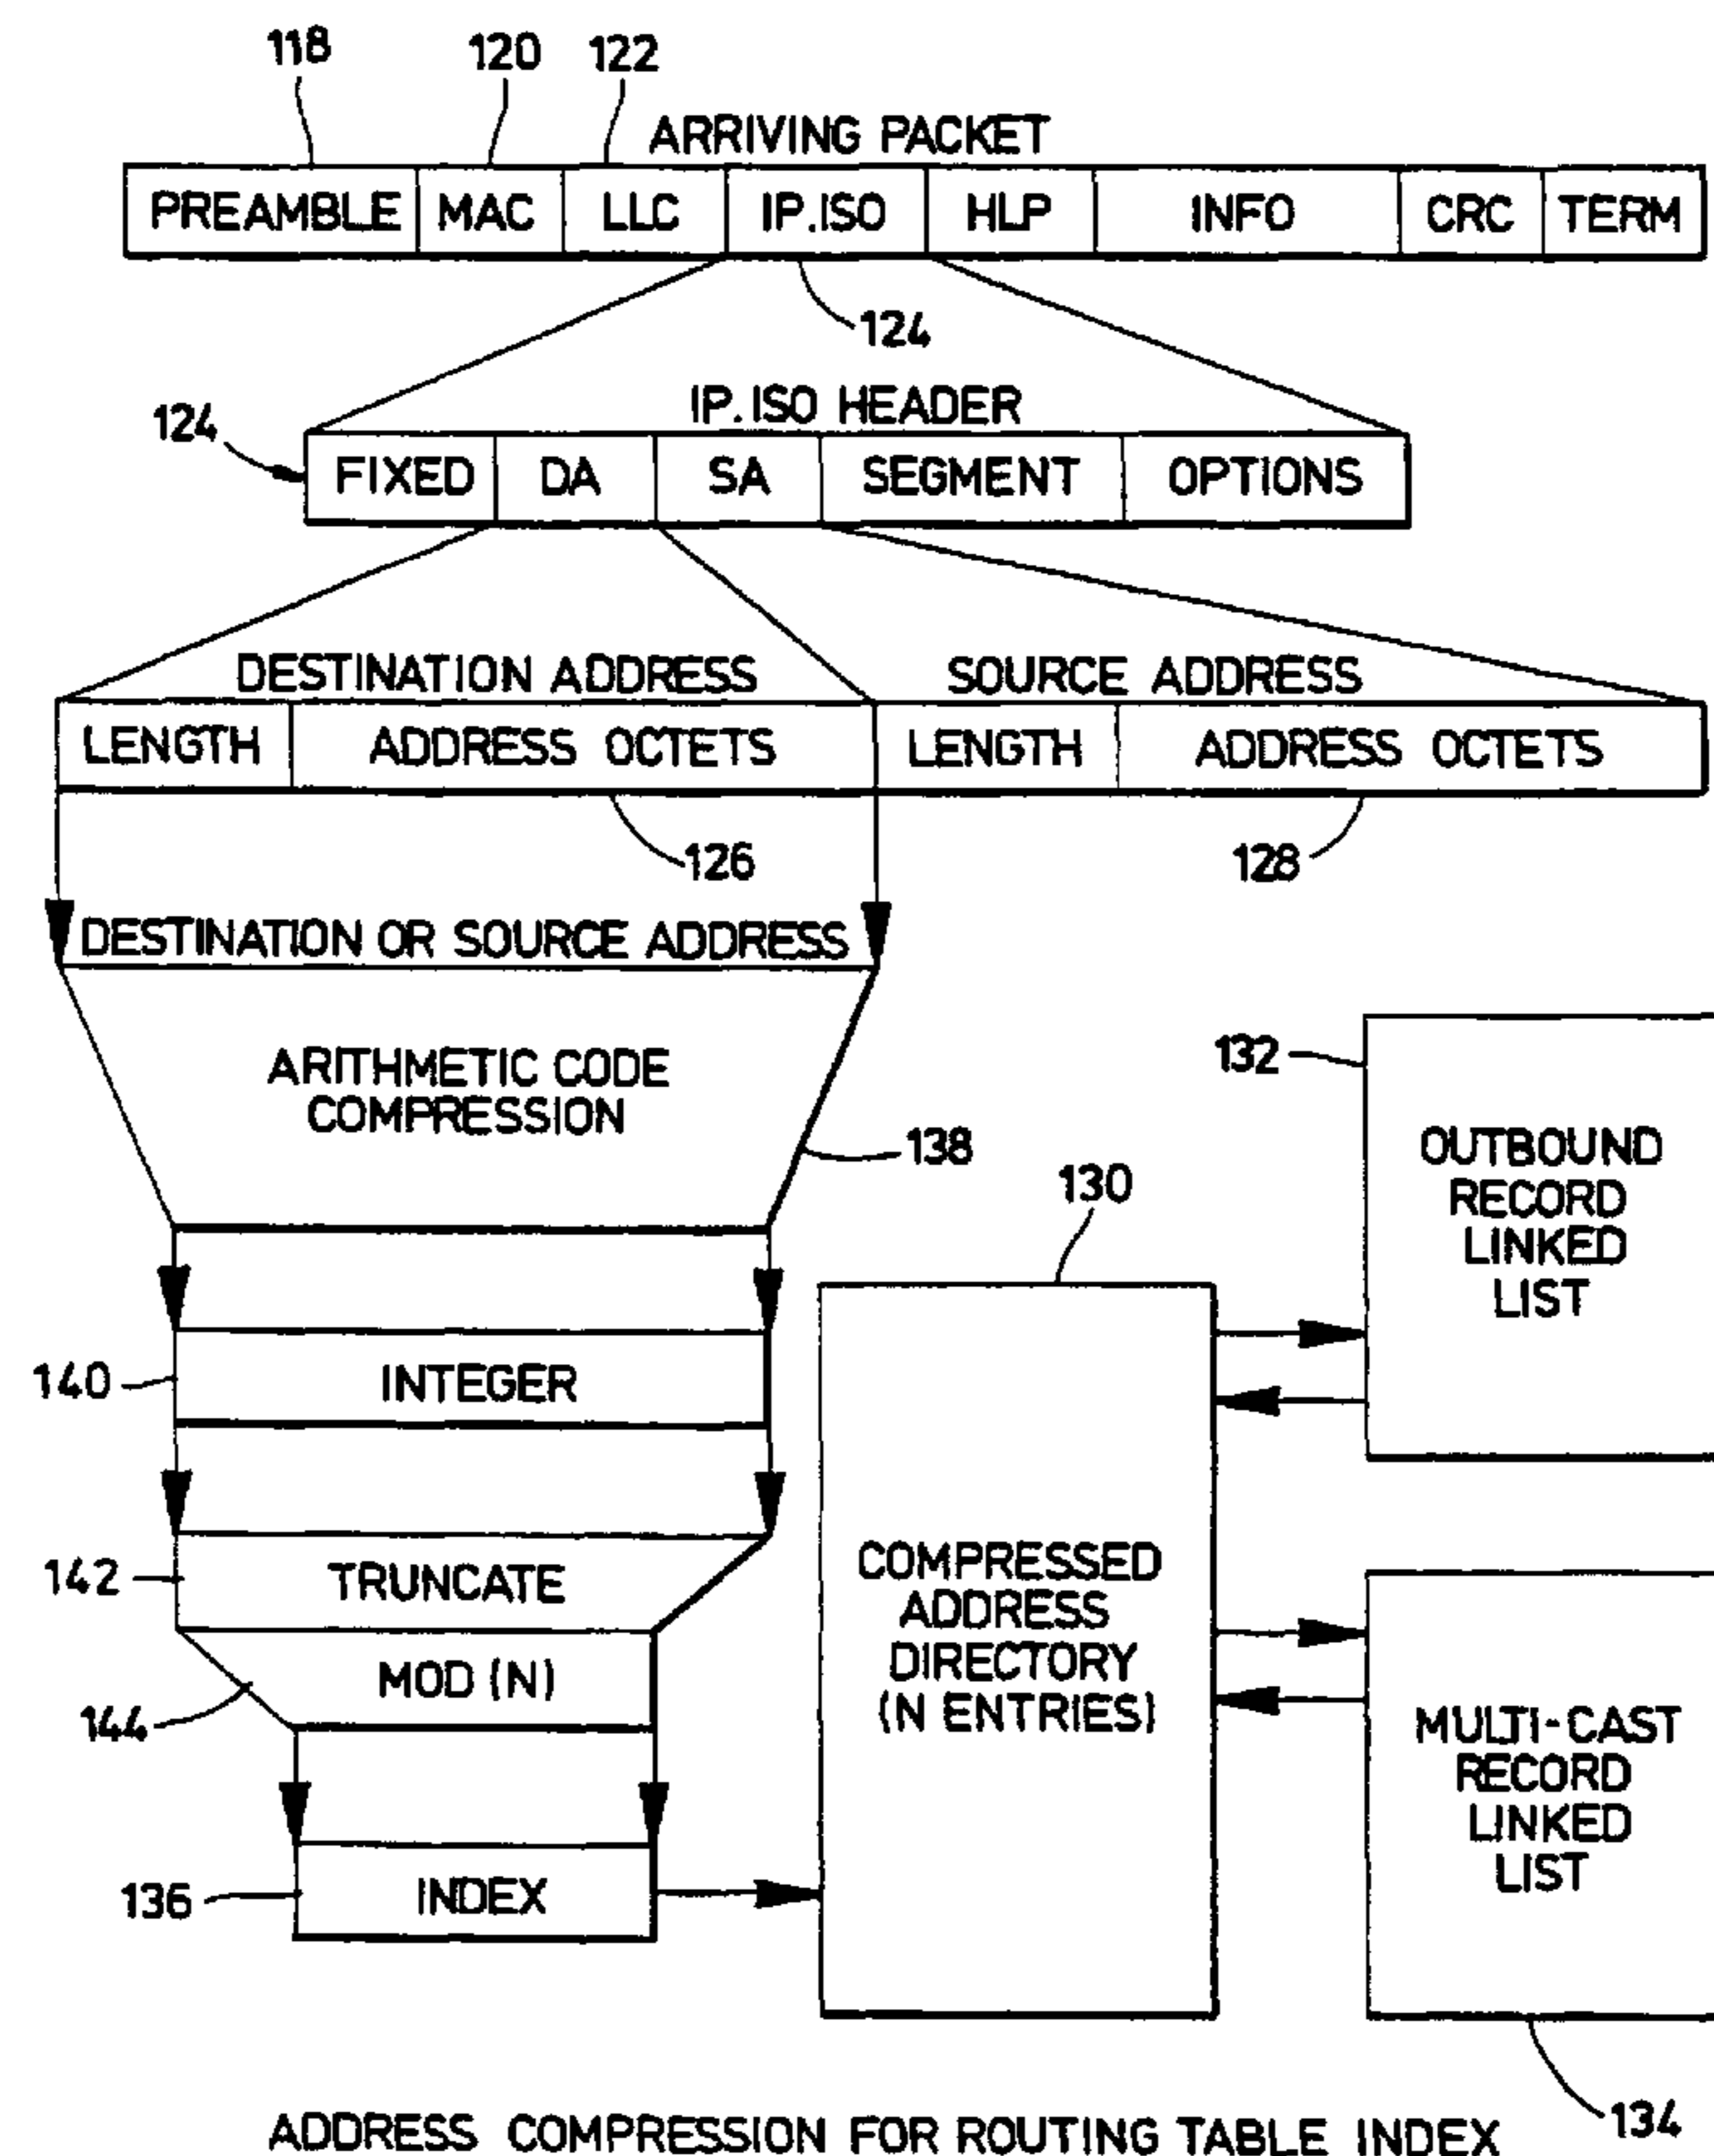 118 120 122
ARRIVING PACKET
PREAMBLE MAC LLC IP.ISO HLP INFO CRC TERM
124
IP.ISO HEADER
124
FIXED DA SA SEGMENT OPTIONS
DESTINATION ADDRESS SOURCE ADDRESS
LENGTH ADDRESS OCTETS LENGTH ADDRESS OCTETS
126 128
DESTINATION OR SOURCE ADDRESS
ARITHMETIC CODE
COMPRESSION
138
140
INTEGER
142
TRUNCATE
MOD (N)
144
136
INDEX
130
COMPRESSED
ADDRESS
DIRECTORY
(N ENTRIES)
132
OUTBOUND
RECORD
LINKED
LIST
MULTI-CAST
RECORD
LINKED
LIST
134
ADDRESS COMPRESSION FOR ROUTING TABLE INDEX